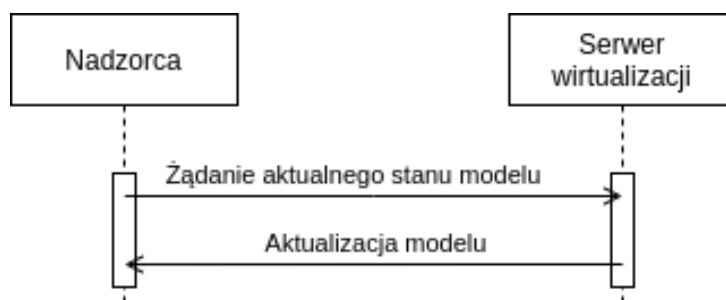 Nadzorca
Serwer
wirtualizacji
Żądanie aktualnego stanu modelu
Aktualizacja modelu